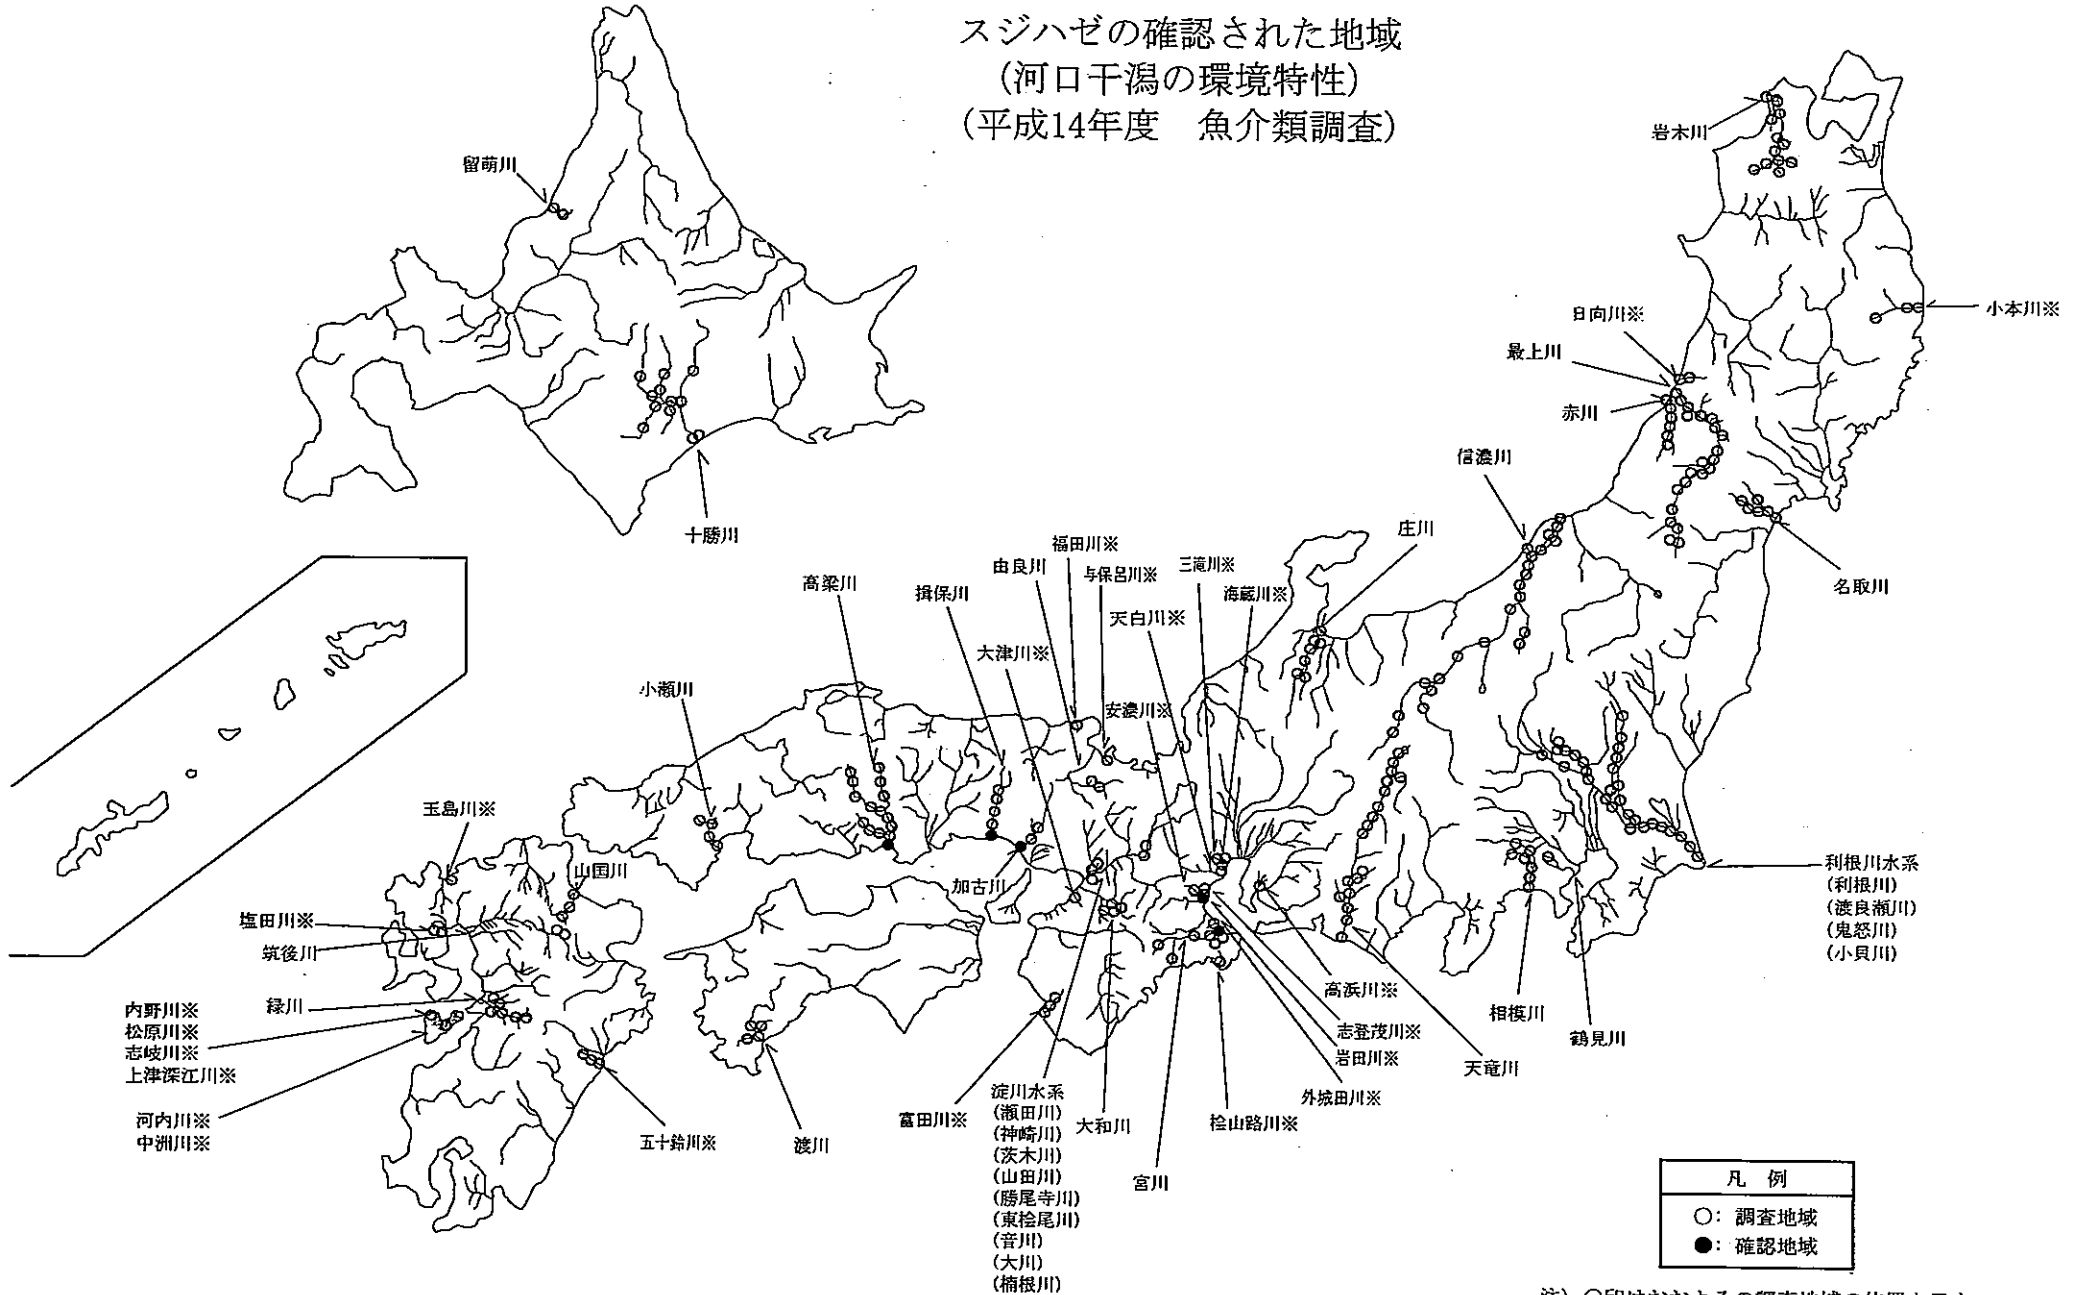 スジハゼの確認された地域
(河口干潟の環境特性)
(平成14年度　魚介類調査)
留萌川
十勝川
岩木川
小本川※
日向川※
最上川
赤川
信濃川
名取川
庄川
福田川※
由良川
与保呂川※
三滝川※
海蔵川※
天白川※
高梁川
揖保川
大津川※
安濃川※
小瀬川
玉島川※
山国川
加古川
塩田川※
筑後川
緑川
内野川※
松原川※
志岐川※
上津深江川※
河内川※
中洲川※
五十鈴川※
渡川
富田川※
淀川水系
(瀬田川)
(神崎川)
(茨木川)
(山田川)
(勝尾寺川)
(東桧尾川)
(音川)
(大川)
(楠根川)
大和川
宮川
桧山路川※
外城田川※
岩田川※
志登茂川※
高浜川※
天竜川
相模川
鶴見川
利根川水系
(利根川)
(渡良瀬川)
(鬼怒川)
(小貝川)
凡 例
○: 調査地域
●: 確認地域